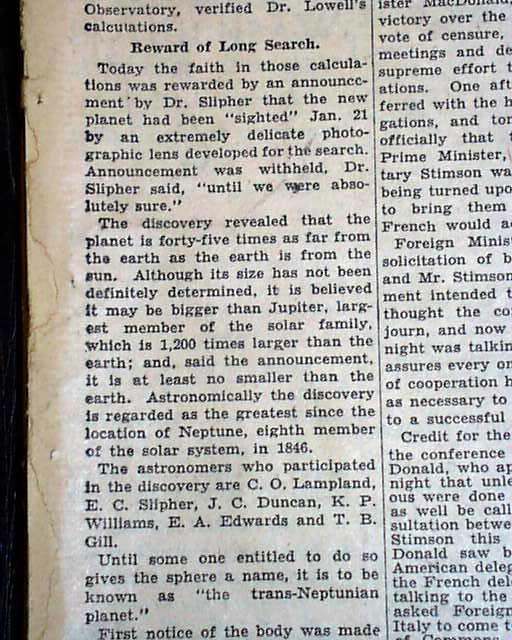 Observatory, verified Dr. Lowell's
calculations.
Reward of Long Search.
Today the faith in those calcula-
tions was rewarded by an announce-
ment by Dr. Slipher that the new
planet had been "sighted" Jan. 21
by an extremely delicate photo-
graphic lens developed for the search.
Announcement was withheld, Dr.
Slipher said, "until we were abso-
lutely sure."
The discovery revealed that the
planet is forty-five times as far from
the earth as the earth is from the
sun. Although its size has not been
definitely determined, it is believed
it may be bigger than Jupiter, larg-
est member of the solar family,
which is 1,200 times larger than the
earth; and, said the announcement,
it is at least no smaller than the
earth. Astronomically the discovery
is regarded as the greatest since the
location of Neptune, eighth member
of the solar system, in 1846.
The astronomers who participated
in the discovery are C. O. Lampland,
E. C. Slipher, J. C. Duncan, K. P.
Williams, E. A. Edwards and T. B.
Gill.
Until some one entitled to do so
gives the sphere a name, it is to be
known as "the trans-Neptunian
planet."
First notice of the body was made
ister MacDonald,
victory over the
vote of censure,
meetings and de
supreme effort t
ations. One aft
ferred with the h
gations, and tor
officially that t
Prime Minister,
tary Stimson wa
being turned upo
to bring them
French would a
Foreign Minis
solicitation of b
and Mr. Stimson
ment intended t
thought the co
journ, and now
night was talkin
assures every on
of cooperation h
as necessary to
to a successful
Credit for the
the conference
Donald, who ap
night that unle
ous were done
as well be call
sultation betwe
Stimson this
Donald saw b
American deleg
the French dele
talking to the
asked Foreign
Italy to come t
of Commons